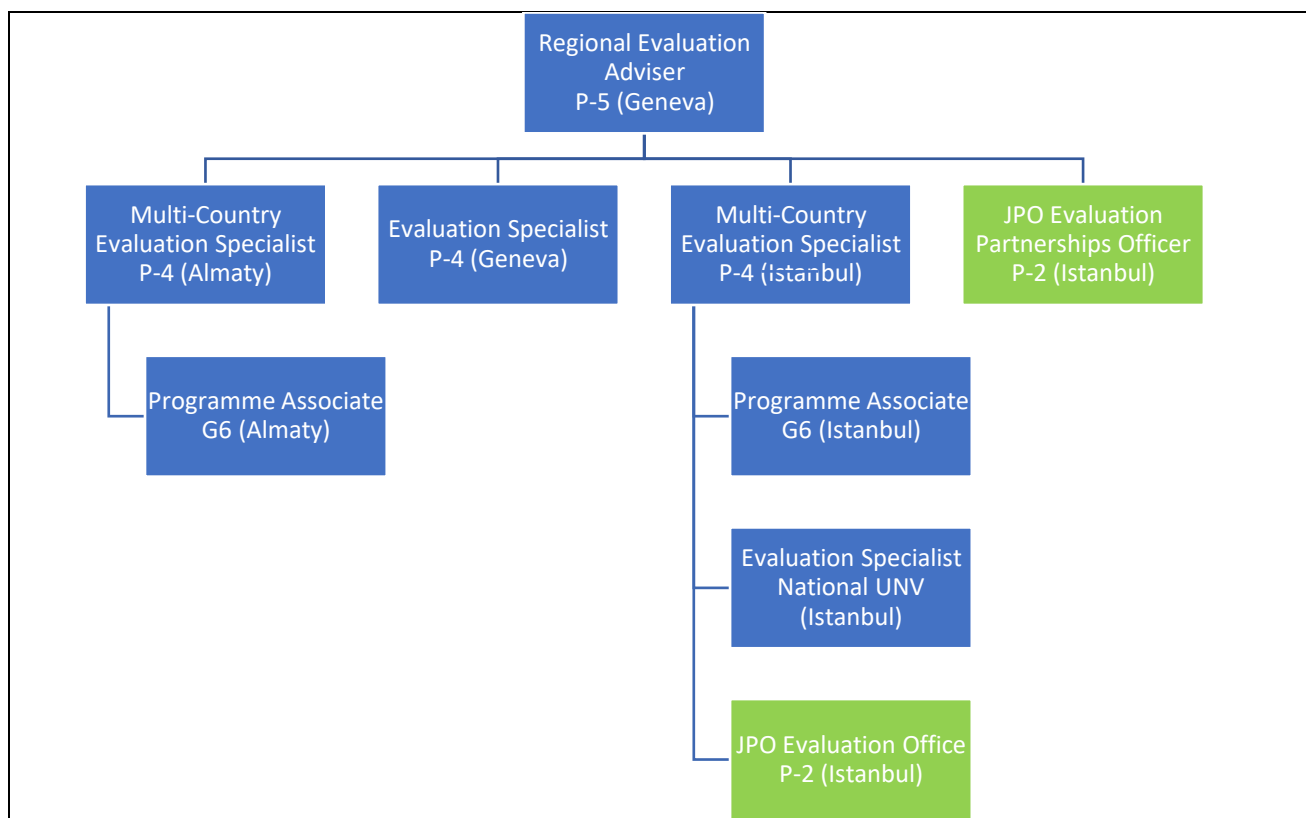 Regional Evaluation
Adviser
P-5 (Geneva)
Multi-Country
Evaluation Specialist
P-4 (Almaty)
Evaluation Specialist
P-4 (Geneva)
Multi-Country
Evaluation Specialist
P-4 (Istanbul)
JPO Evaluation
Partnerships Officer
P-2 (Istanbul)
Programme Associate
G6 (Almaty)
Programme Associate
G6 (Istanbul)
Evaluation Specialist
National UNV
(Istanbul)
JPO Evaluation Office
P-2 (Istanbul)